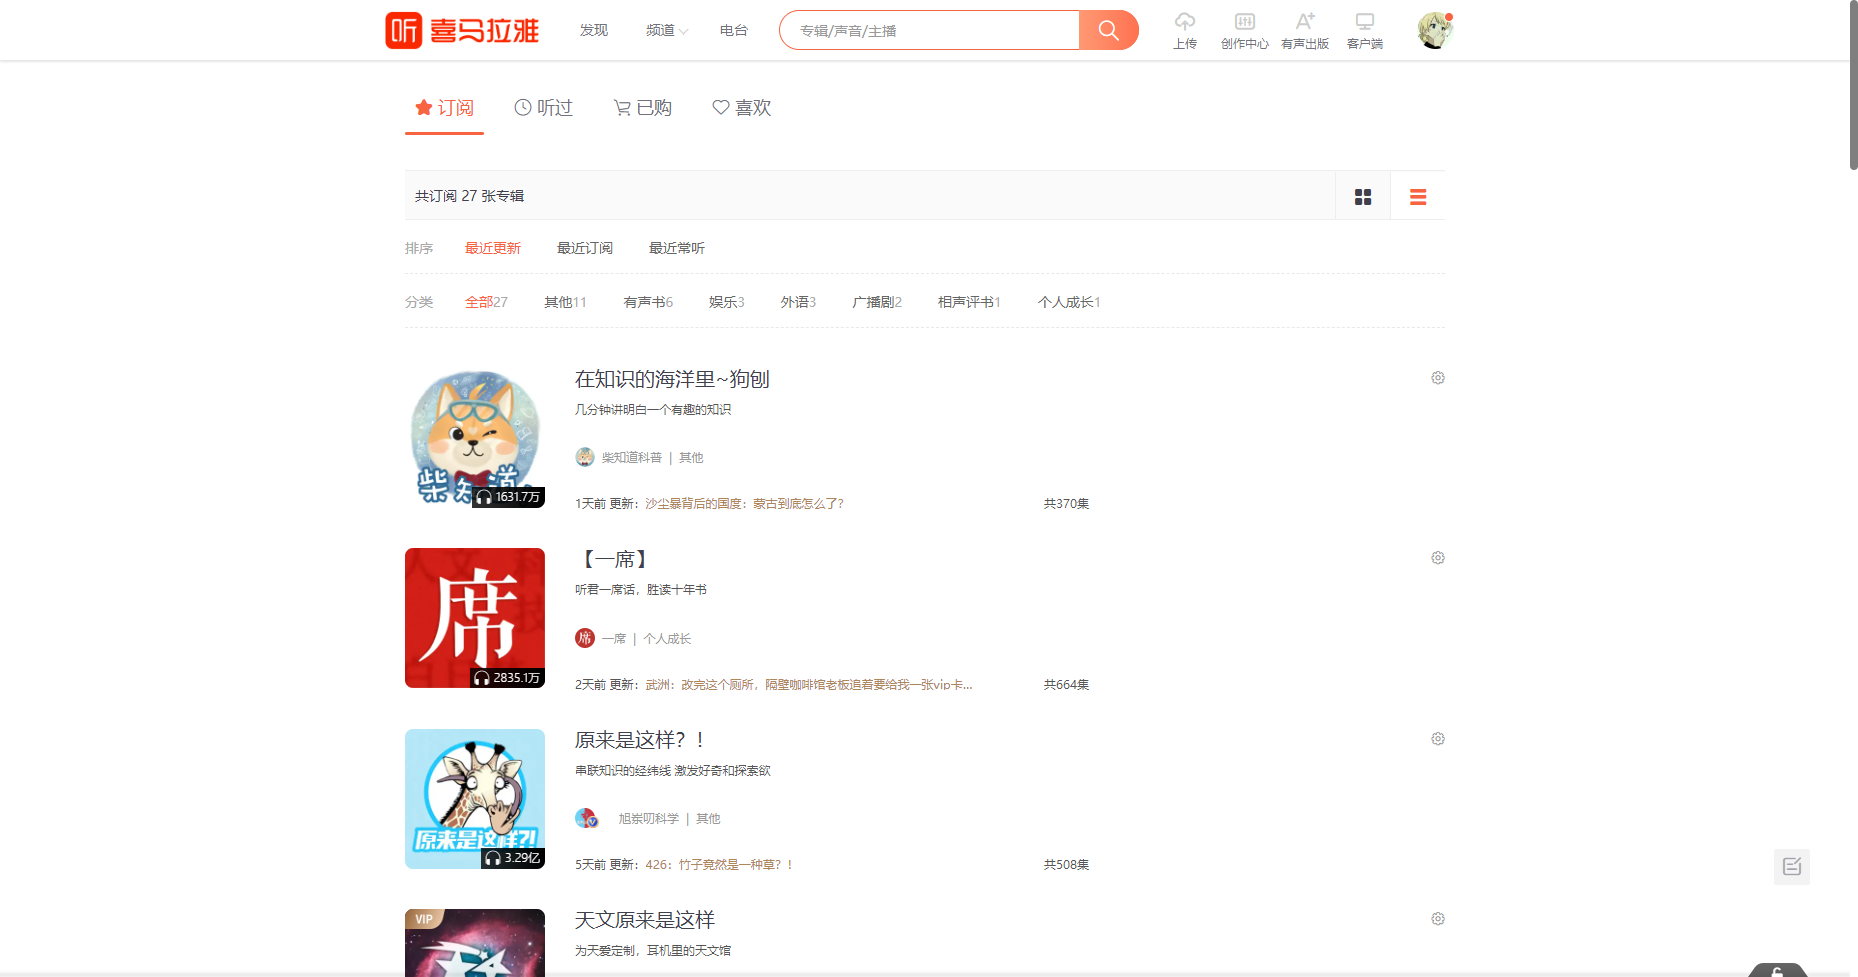 听 喜马拉雅 发现 频道 电台 专辑/声音/主播 上传 创作中心 有声出版 客户端
订阅 听过 已购 喜欢
共订阅 27 张专辑
排序 最近更新 最近订阅 最近常听
分类 全部27 其他11 有声书6 娱乐3 外语3 广播剧2 相声评书1 个人成长1
在知识的海洋里~狗刨
几分钟讲明白一个有趣的知识
柴知道科普 | 其他
柴知道
1631.7万
1天前 更新：沙尘暴背后的国度：蒙古到底怎么了？ 共370集
【一席】
听君一席话，胜读十年书
席
席 一席 | 个人成长
2835.1万
2天前 更新：武洲：改完这个厕所，隔壁咖啡馆老板追着要给我一张vip卡... 共664集
原来是这样？！
串联知识的经纬线 激发好奇和探索欲
旭岽叨科学 | 其他
原来是这样?!
3.29亿
5天前 更新：426：竹子竟然是一种草？！ 共508集
VIP
天文原来是这样
为天爱定制，耳机里的天文馆